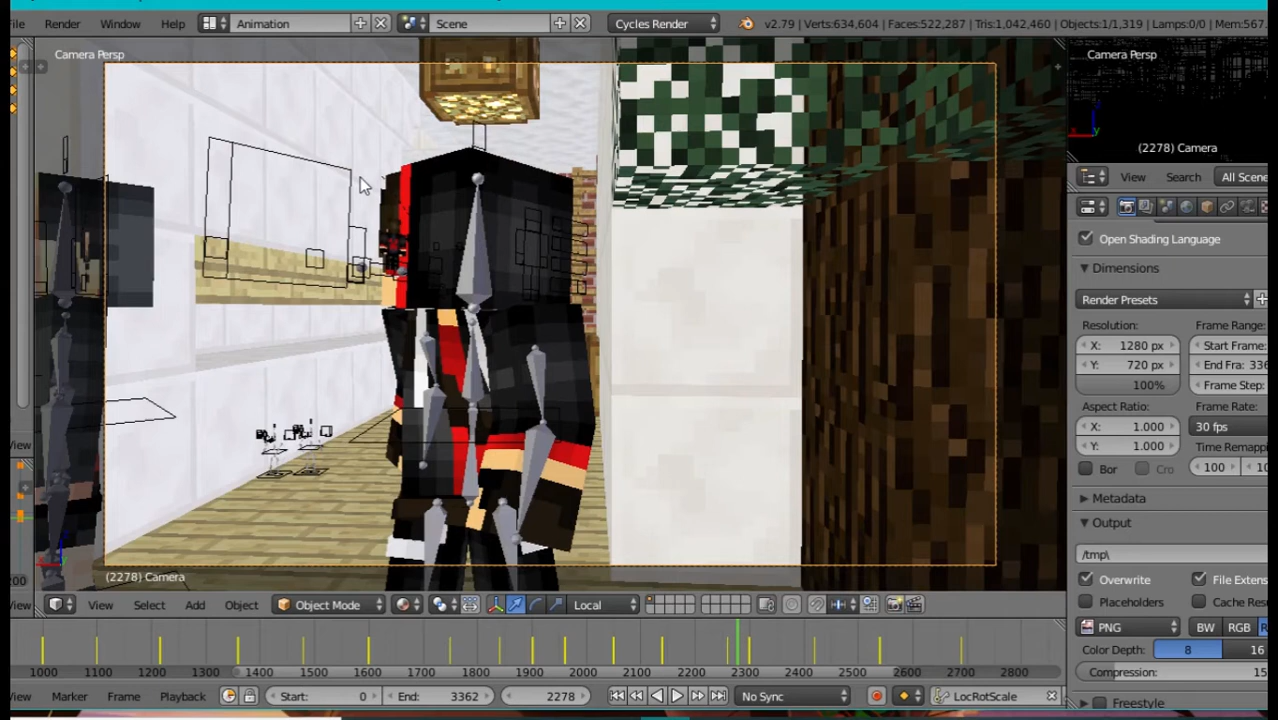 Render Window Help Animation Scene Cycles Render v2.79 | Verts:634,604 | Faces:522,287 | Tris:1,042,460 | Objects:1/1,319 | Lamps:0/0 | Mem:567.
Camera Persp
Camera Persp
(2278) Camera
View Search All Scene
Open Shading Language
Dimensions
Render Presets
Resolution: Frame Range:
X: 1280 px Start Frame:
Y: 720 px End Fra: 336
100% Frame Step:
Aspect Ratio: Frame Rate:
X: 1.000 30 fps
Y: 1.000 Time Remappi
Bor Cro 100 10
Metadata
Output
/tmp\
Overwrite File Extens
Placeholders Cache Res
PNG BW RGB R
Color Depth: 8 16
Compression: 15
Freestyle
View
200
(2278) Camera
View View Select Add Object Object Mode Local
1000 1100 1200 1300 1400 1500 1600 1700 1800 1900 2000 2100 2200 2300 2400 2500 2600 2700 2800
View Marker Frame Playback Start: 0 End: 3362 2278 No Sync LocRotScale